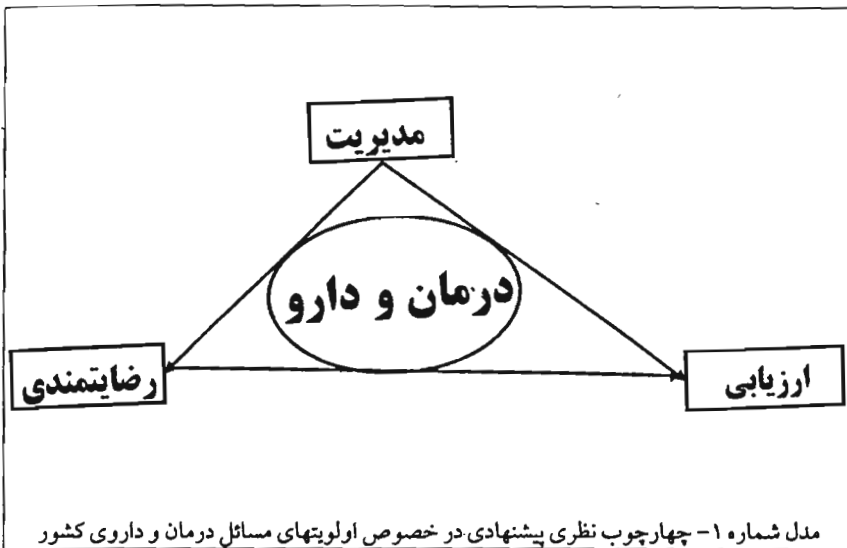 مدیریت
درمان و دارو
رضایتمندی
ارزیابی
مدل شماره ۱- چهارچوب نظری پیشنهادی در خصوص اولویتهای مسائل درمان و داروی کشور